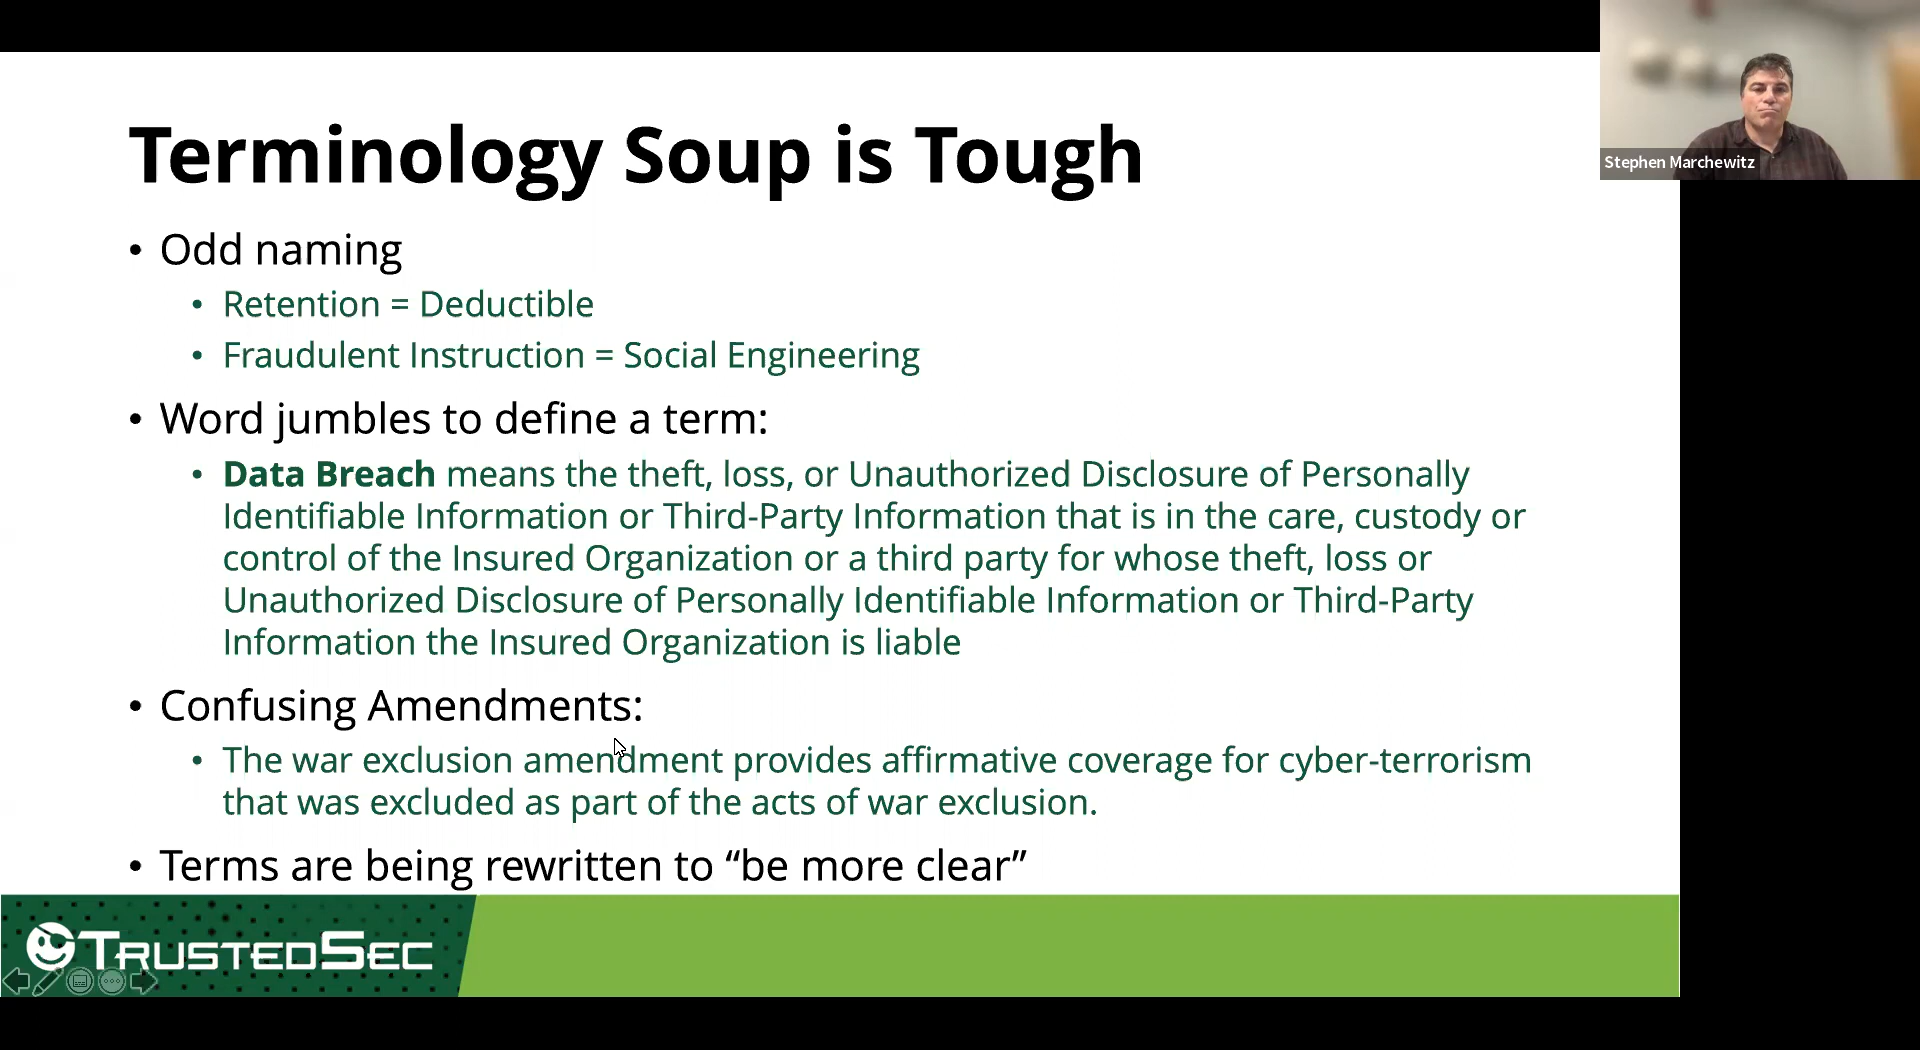 Terminology Soup is Tough
• Odd naming
• Retention = Deductible
• Fraudulent Instruction = Social Engineering
• Word jumbles to define a term:
• Data Breach means the theft, loss, or Unauthorized Disclosure of Personally
Identifiable Information or Third-Party Information that is in the care, custody or
control of the Insured Organization or a third party for whose theft, loss or
Unauthorized Disclosure of Personally Identifiable Information or Third-Party
Information the Insured Organization is liable
• Confusing Amendments:
• The war exclusion amendment provides affirmative coverage for cyber-terrorism
that was excluded as part of the acts of war exclusion.
• Terms are being rewritten to “be more clear”
TRUSTEDSEC
Stephen Marchewitz